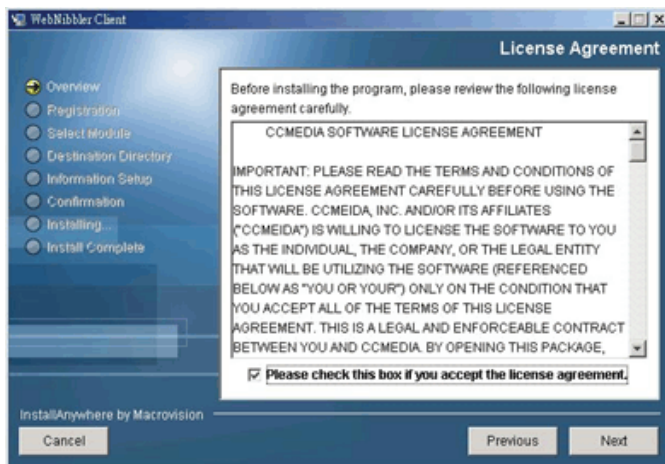 WebNibbler Client
License Agreement
Overview
Registration
Select Module
Destination Directory
Information Setup
Confirmation
Installing...
Install Complete
Before installing the program, please review the following license
agreement carefully.
CCMEDIA SOFTWARE LICENSE AGREEMENT
IMPORTANT: PLEASE READ THE TERMS AND CONDITIONS OF
THIS LICENSE AGREEMENT CAREFULLY BEFORE USING THE
SOFTWARE. CCMEIDA, INC. AND/OR ITS AFFILIATES
("CCMEIDA") IS WILLING TO LICENSE THE SOFTWARE TO YOU
AS THE INDIVIDUAL, THE COMPANY, OR THE LEGAL ENTITY
THAT WILL BE UTILIZING THE SOFTWARE (REFERENCED
BELOW AS "YOU OR YOUR") ONLY ON THE CONDITION THAT
YOU ACCEPT ALL OF THE TERMS OF THIS LICENSE
AGREEMENT. THIS IS A LEGAL AND ENFORCEABLE CONTRACT
BETWEEN YOU AND CCMEDIA. BY OPENING THIS PACKAGE,
Please check this box if you accept the license agreement.
InstallAnywhere by Macrovision
Cancel
Previous
Next